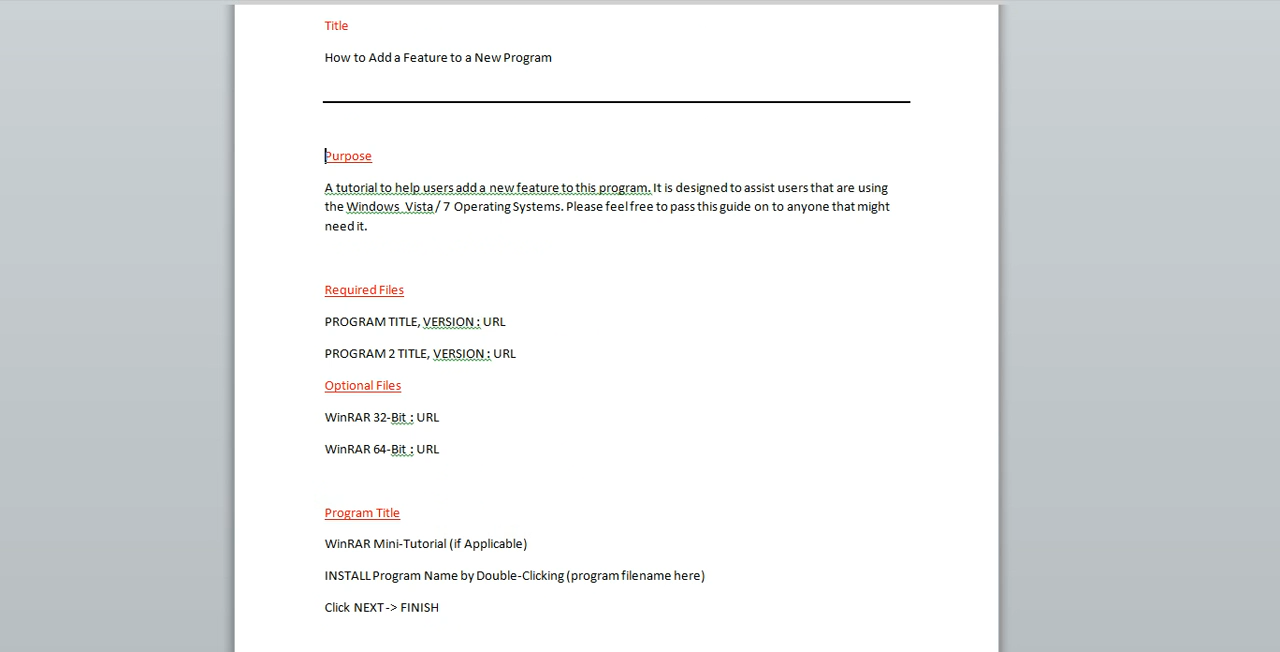 Title
How to Add a Feature to a New Program
Purpose
A tutorial to help users add a new feature to this program. It is designed to assist users that are using
the Windows Vista / 7 Operating Systems. Please feel free to pass this guide on to anyone that might
need it.
Required Files
PROGRAM TITLE, VERSION : URL
PROGRAM 2 TITLE, VERSION : URL
Optional Files
WinRAR 32-Bit : URL
WinRAR 64-Bit : URL
Program Title
WinRAR Mini-Tutorial (if Applicable)
INSTALL Program Name by Double-Clicking (program filename here)
Click NEXT -> FINISH